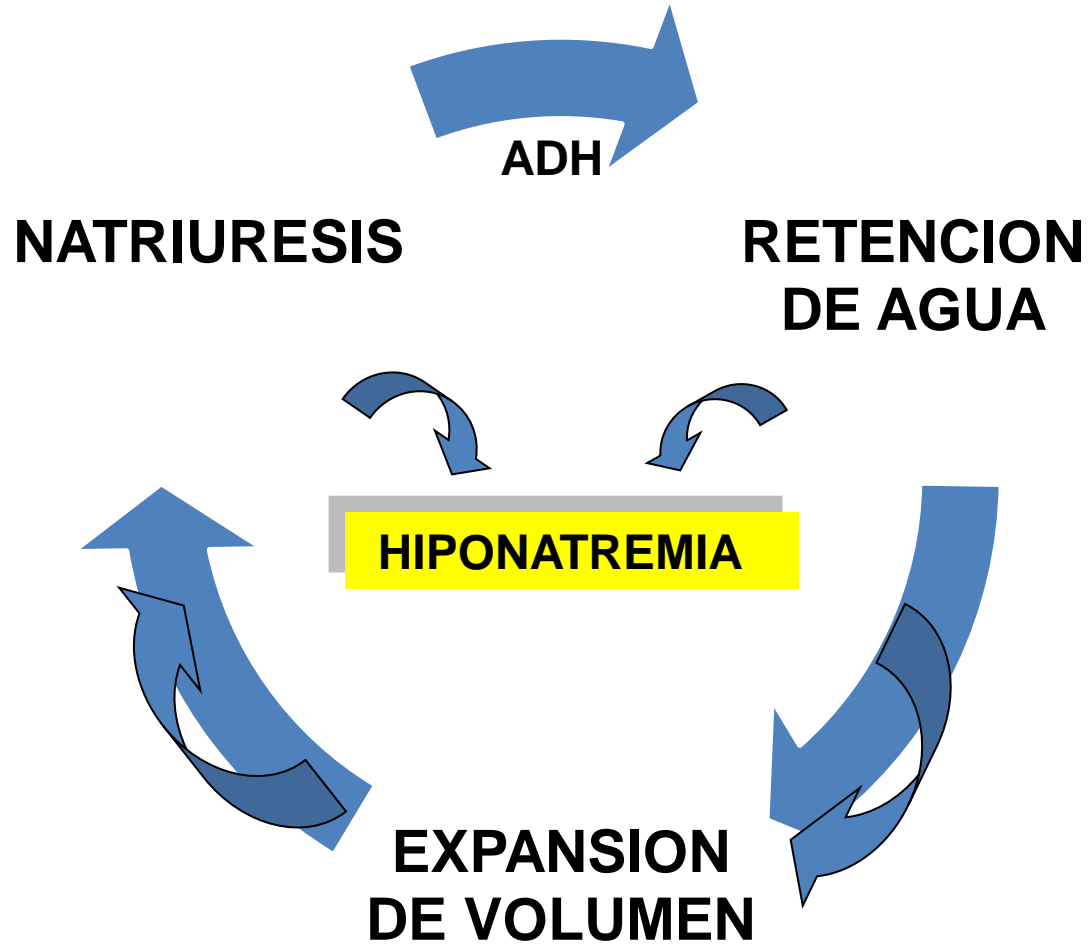 ADH
NATRIURESIS
RETENCION
DE AGUA
HIPONATREMIA
EXPANSION
DE VOLUMEN